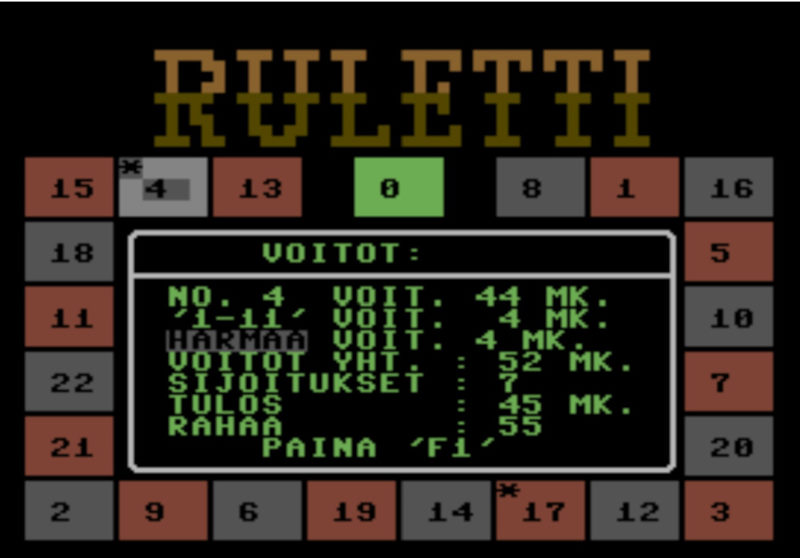 RULETTI
15 * 4 13 0 8 1 16
18 VOITOT: 5
NO. 4 VOIT. 44 MK.
11 '1-11' VOIT. 4 MK. 10
HARMAA VOIT. 4 MK.
22 VOITOT YHT. : 52 MK. 7
SIJOITUKSET : 7
TULOS : 45 MK.
RAHAA : 55
21 PAINA 'F1' 20
2 9 6 19 14 * 17 12 3